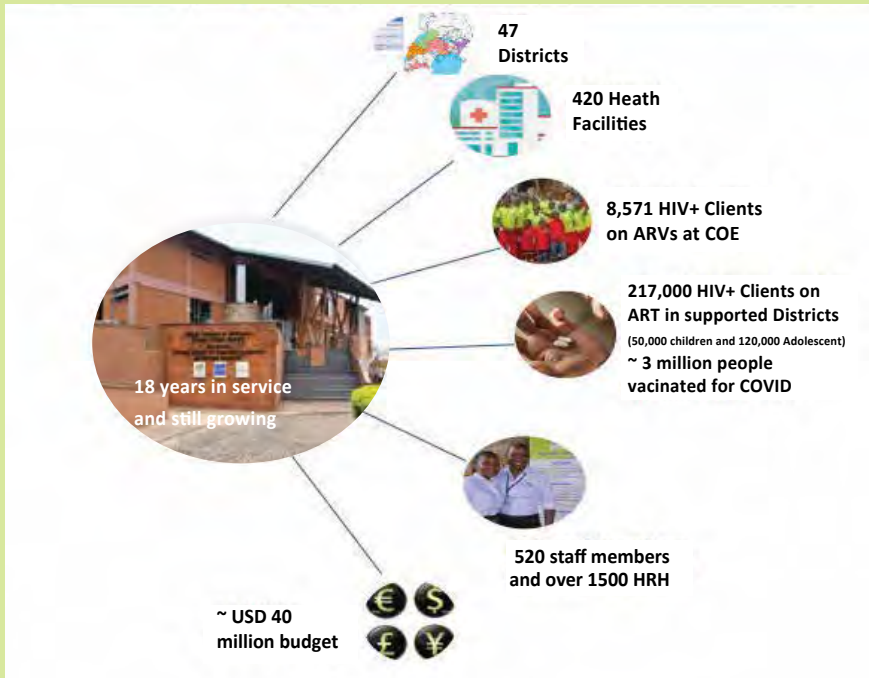 47
Districts
420 Heath
Facilities
8,571 HIV+ Clients
on ARVs at COE
217,000 HIV+ Clients on
ART in supported Districts
(50,000 children and 120,000 Adolescent)
~ 3 million people
vacinated for COVID
18 years in service
and still growing
520 staff members
and over 1500 HRH
~ USD 40
million budget
€ $
£ ¥